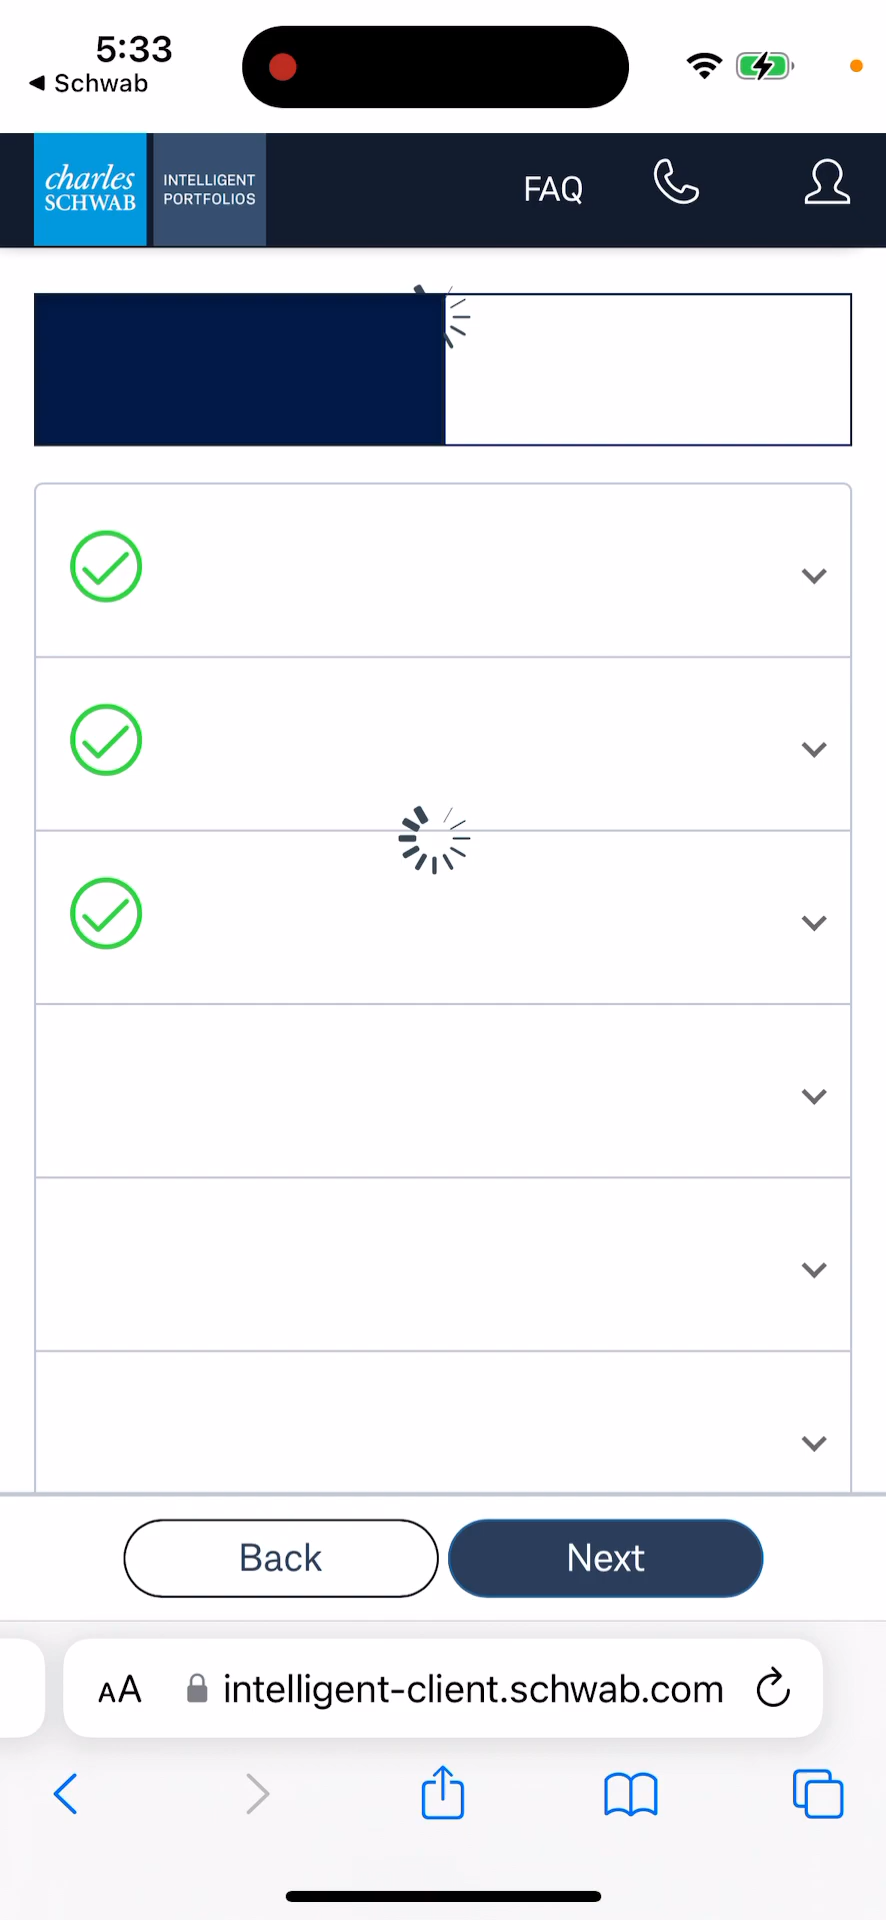 5:33
◀ Schwab
charles
SCHWAB
INTELLIGENT
PORTFOLIOS
FAQ
Back
Next
AA
intelligent-client.schwab.com